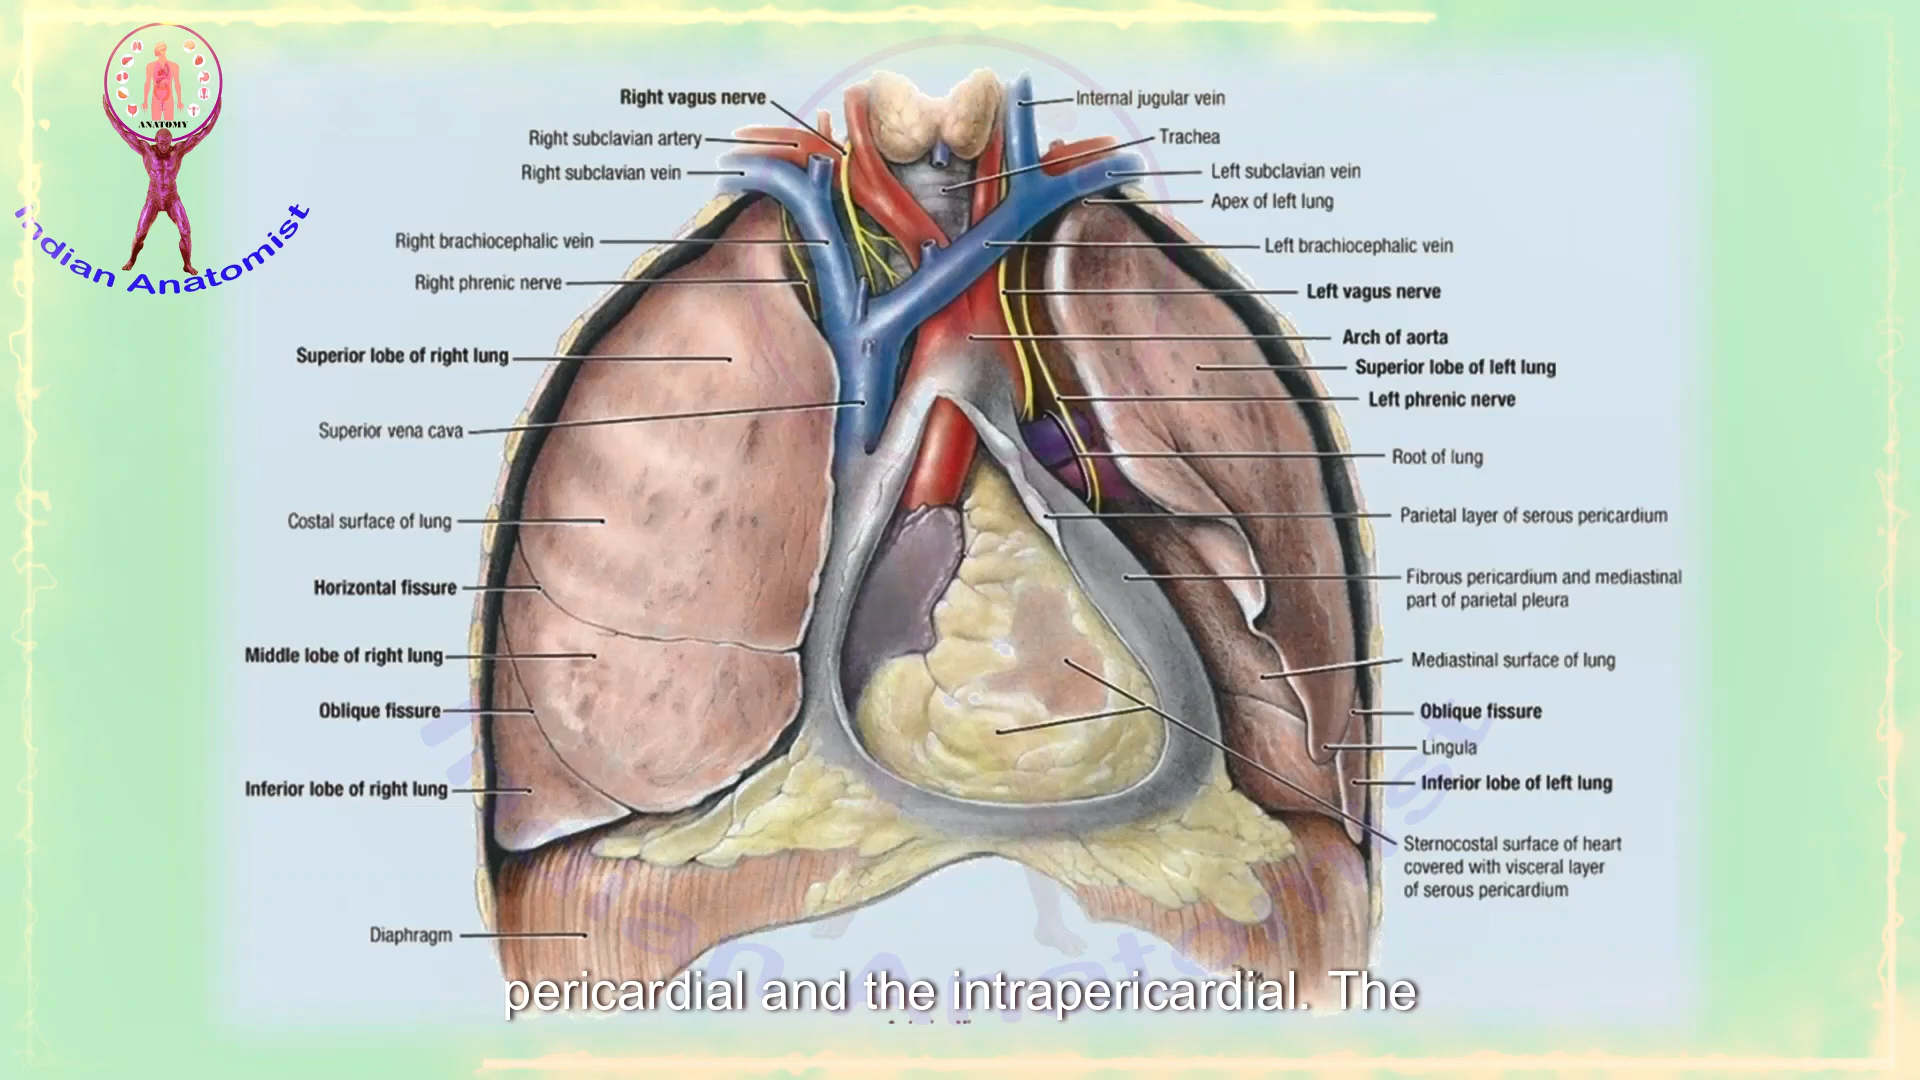 ANATOMY
Indian Anatomist
Right vagus nerve
Right subclavian artery
Right subclavian vein
Right brachiocephalic vein
Right phrenic nerve
Superior lobe of right lung
Superior vena cava
Costal surface of lung
Horizontal fissure
Middle lobe of right lung
Oblique fissure
Inferior lobe of right lung
Diaphragm
Internal jugular vein
Trachea
Left subclavian vein
Apex of left lung
Left brachiocephalic vein
Left vagus nerve
Arch of aorta
Superior lobe of left lung
Left phrenic nerve
Root of lung
Parietal layer of serous pericardium
Fibrous pericardium and mediastinal
part of parietal pleura
Mediastinal surface of lung
Oblique fissure
Lingula
Inferior lobe of left lung
Sternocostal surface of heart
covered with visceral layer
of serous pericardium
Indian Anatomist
pericardial and the intrapericardial. The